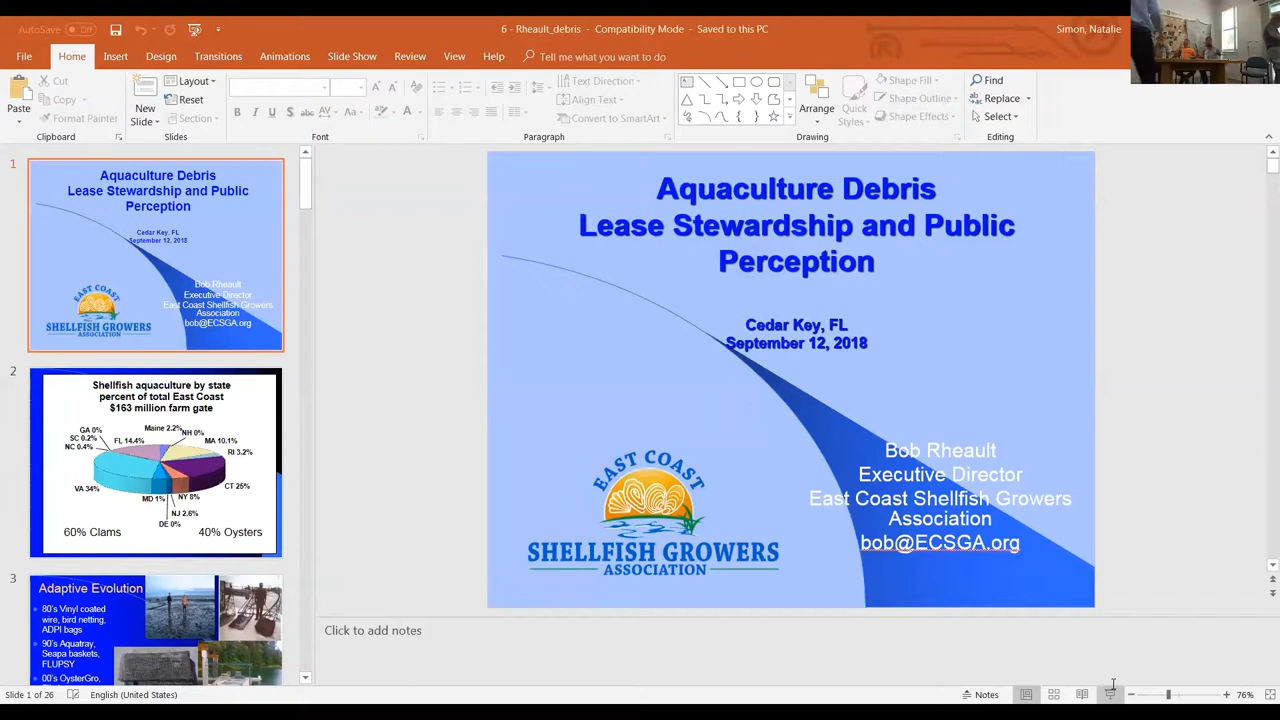 AutoSave Off
6 - Rheault_debris - Compatibility Mode - Saved to this PC
Simon, Natalie
File Home Insert Design Transitions Animations Slide Show Review View Help Tell me what you want to do
Paste
Cut
Copy
Format Painter
Clipboard
New
Slide
Layout
Reset
Section
Slides
B I U S abc AV Aa A
Font
Text Direction
Align Text
Convert to SmartArt
Paragraph
Arrange
Quick
Styles
Shape Fill
Shape Outline
Shape Effects
Drawing
Find
Replace
Select
Editing
1
Aquaculture Debris
Lease Stewardship and Public
Perception
Cedar Key, FL
September 12, 2018
Bob Rheault
Executive Director
East Coast Shellfish Growers
Association
bob@ECSGA.org
EAST COAST
SHELLFISH GROWERS
ASSOCIATION
2
Shellfish aquaculture by state
percent of total East Coast
$163 million farm gate
Maine 2.2%
NH 0%
MA 10.1%
RI 3.2%
CT 25%
NY 8%
NJ 2.6%
DE 0%
MD 1%
VA 34%
NC 0.4%
SC 0.2%
GA 0%
FL 14.4%
60% Clams 40% Oysters
3
Adaptive Evolution
• 80's Vinyl coated
wire, bird netting,
ADPI bags
• 90's Aquatray,
Seapa baskets,
FLUPSY
• 00's OysterGro,
Aquaculture Debris
Lease Stewardship and Public
Perception
Cedar Key, FL
September 12, 2018
Bob Rheault
Executive Director
East Coast Shellfish Growers
Association
bob@ECSGA.org
EAST COAST
SHELLFISH GROWERS
ASSOCIATION
Click to add notes
Slide 1 of 26 English (United States) Notes 76%